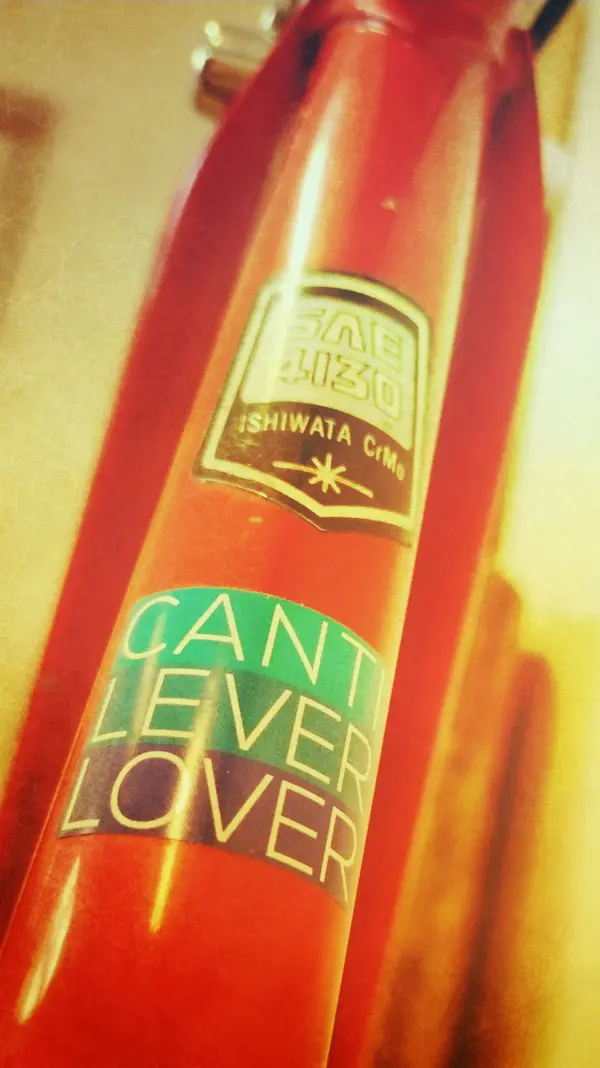 SAE
4130
ISHIWATA CrMo
CANTI
LEVER
LOVER